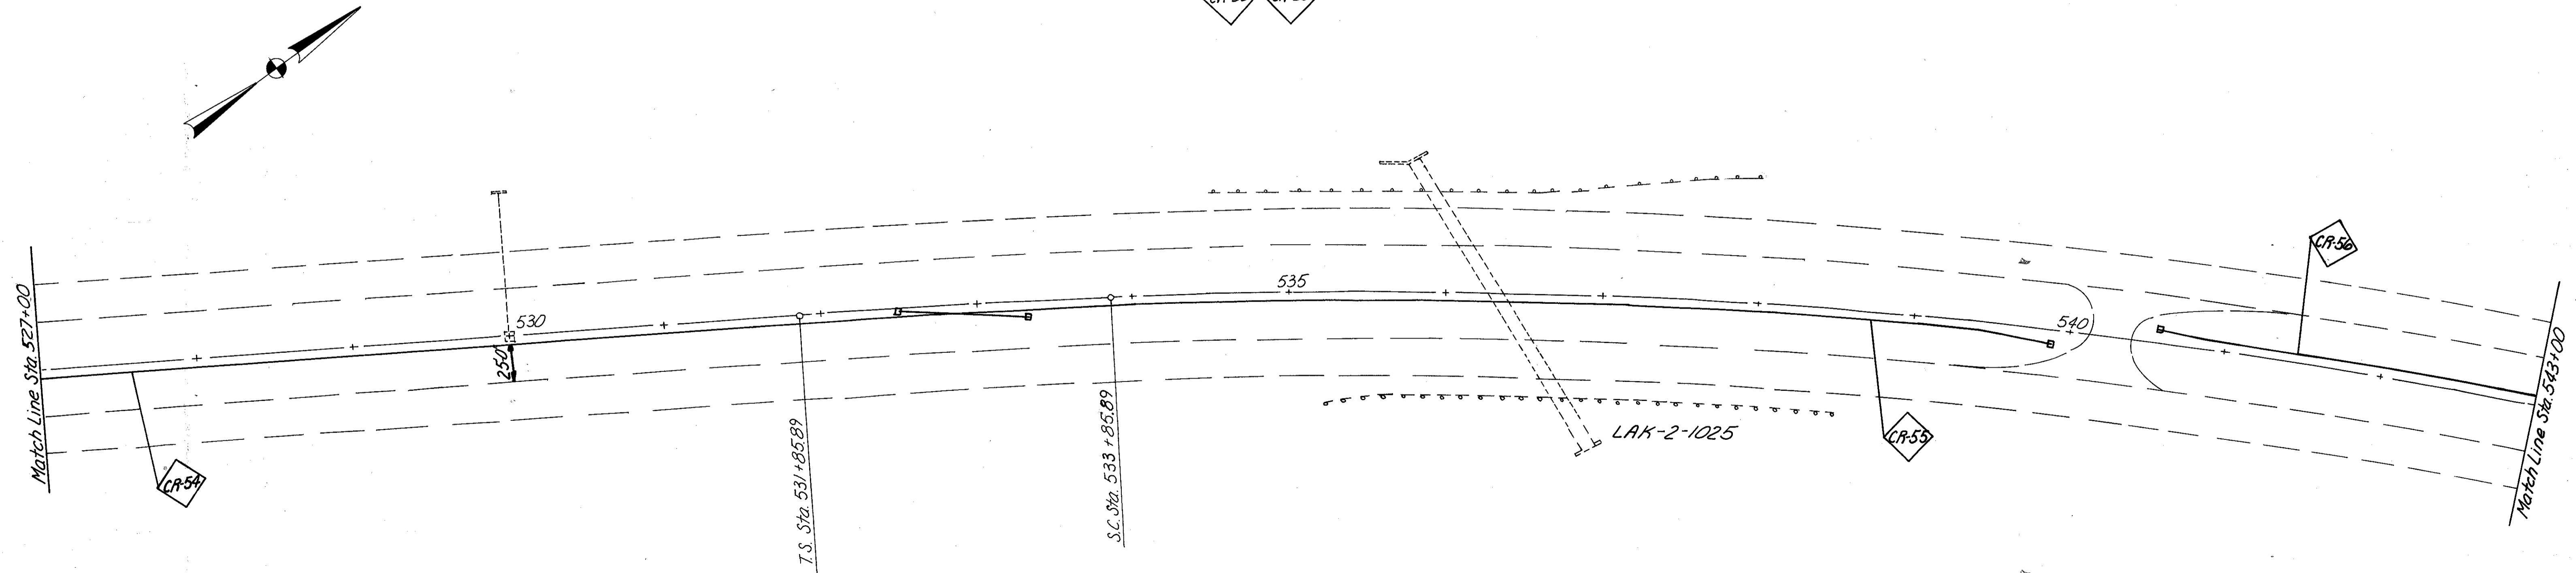 Match Line Sta. 527+00
CR-54
530
250'
T.S. Sta. 531+85.89
S.C. Sta. 533+85.89
535
LAK-2-1025
CR-55
540
CR-56
Match Line Sta. 543+00